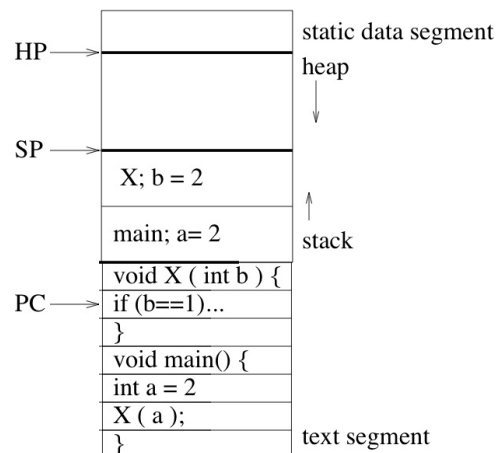 static data segment
HP
heap
SP
X; b = 2
main; a= 2
stack
void X ( int b ) {
PC
if (b==1)...
}
void main() {
int a = 2
X ( a );
}
text segment